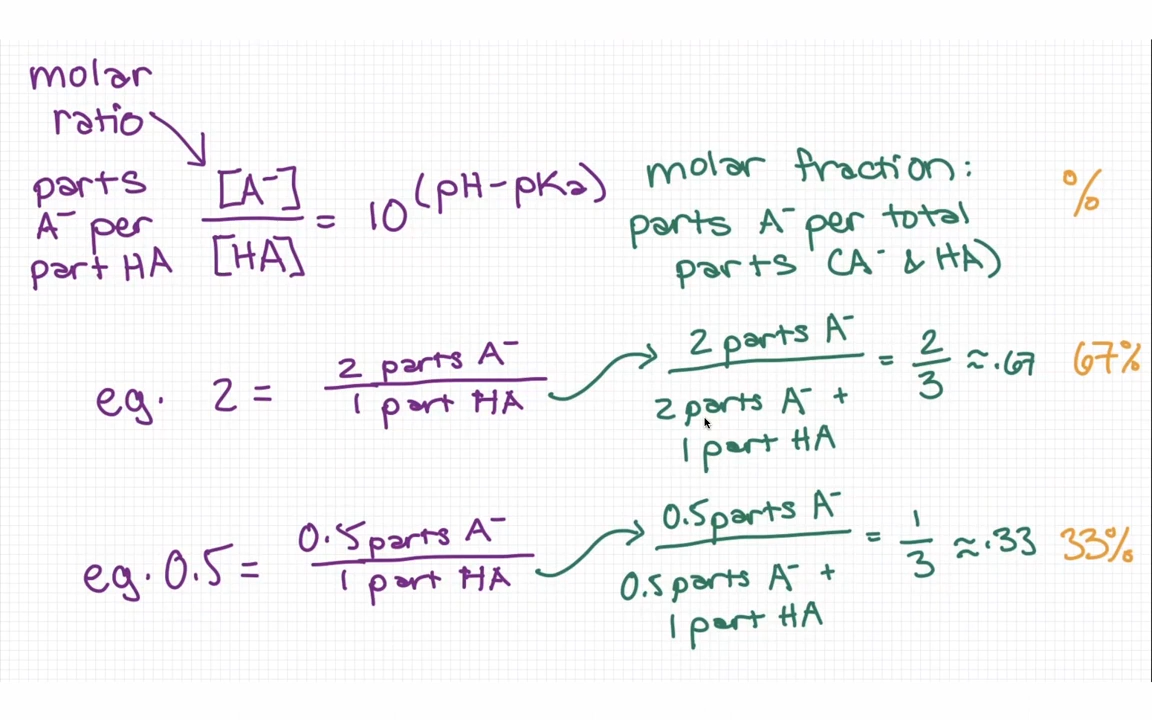 molar
ratio
parts
A⁻ per
part HA
[A⁻]
[HA]
= 10^(pH-pKa)
molar fraction:
parts A⁻ per total
parts (A⁻ & HA)
%
eg. 2 =
2 parts A⁻
1 part HA
2 parts A⁻
2 parts A⁻ +
1 part HA
= 2/3 ≈ .67
67%
eg. 0.5 =
0.5 parts A⁻
1 part HA
0.5 parts A⁻
0.5 parts A⁻ +
1 part HA
= 1/3 ≈ .33
33%